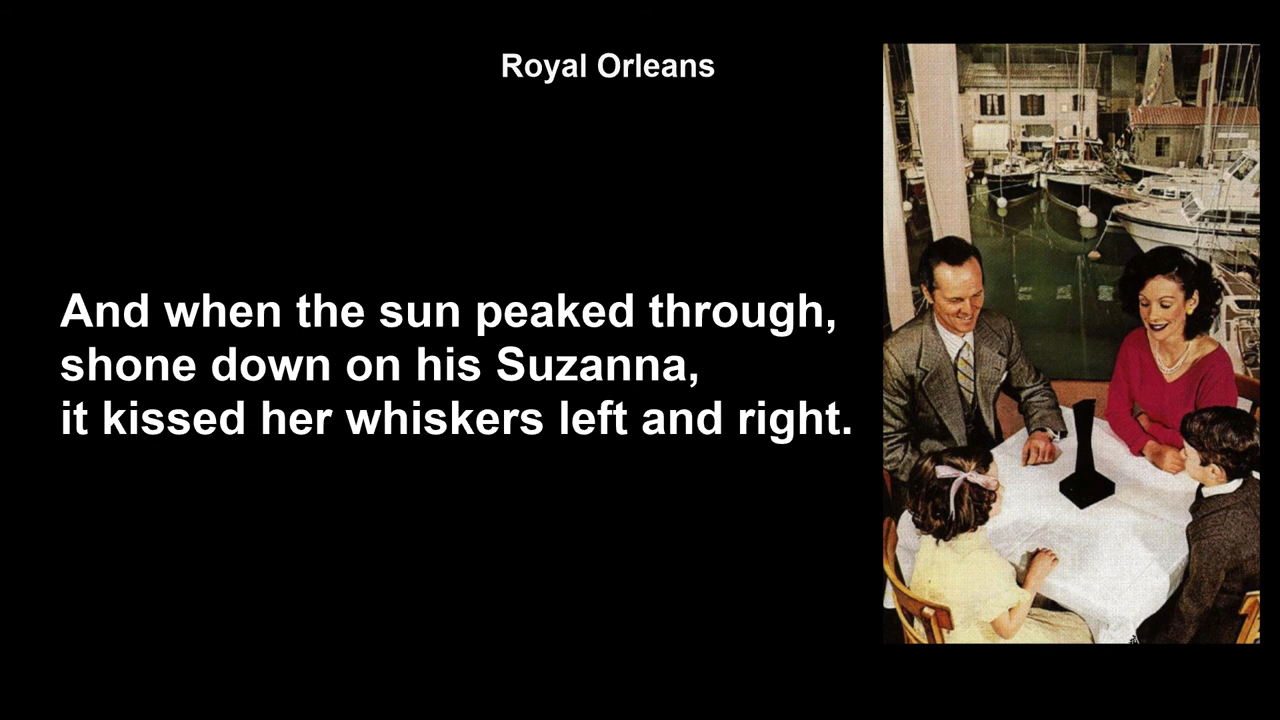 Royal Orleans
And when the sun peaked through,
shone down on his Suzanna,
it kissed her whiskers left and right.